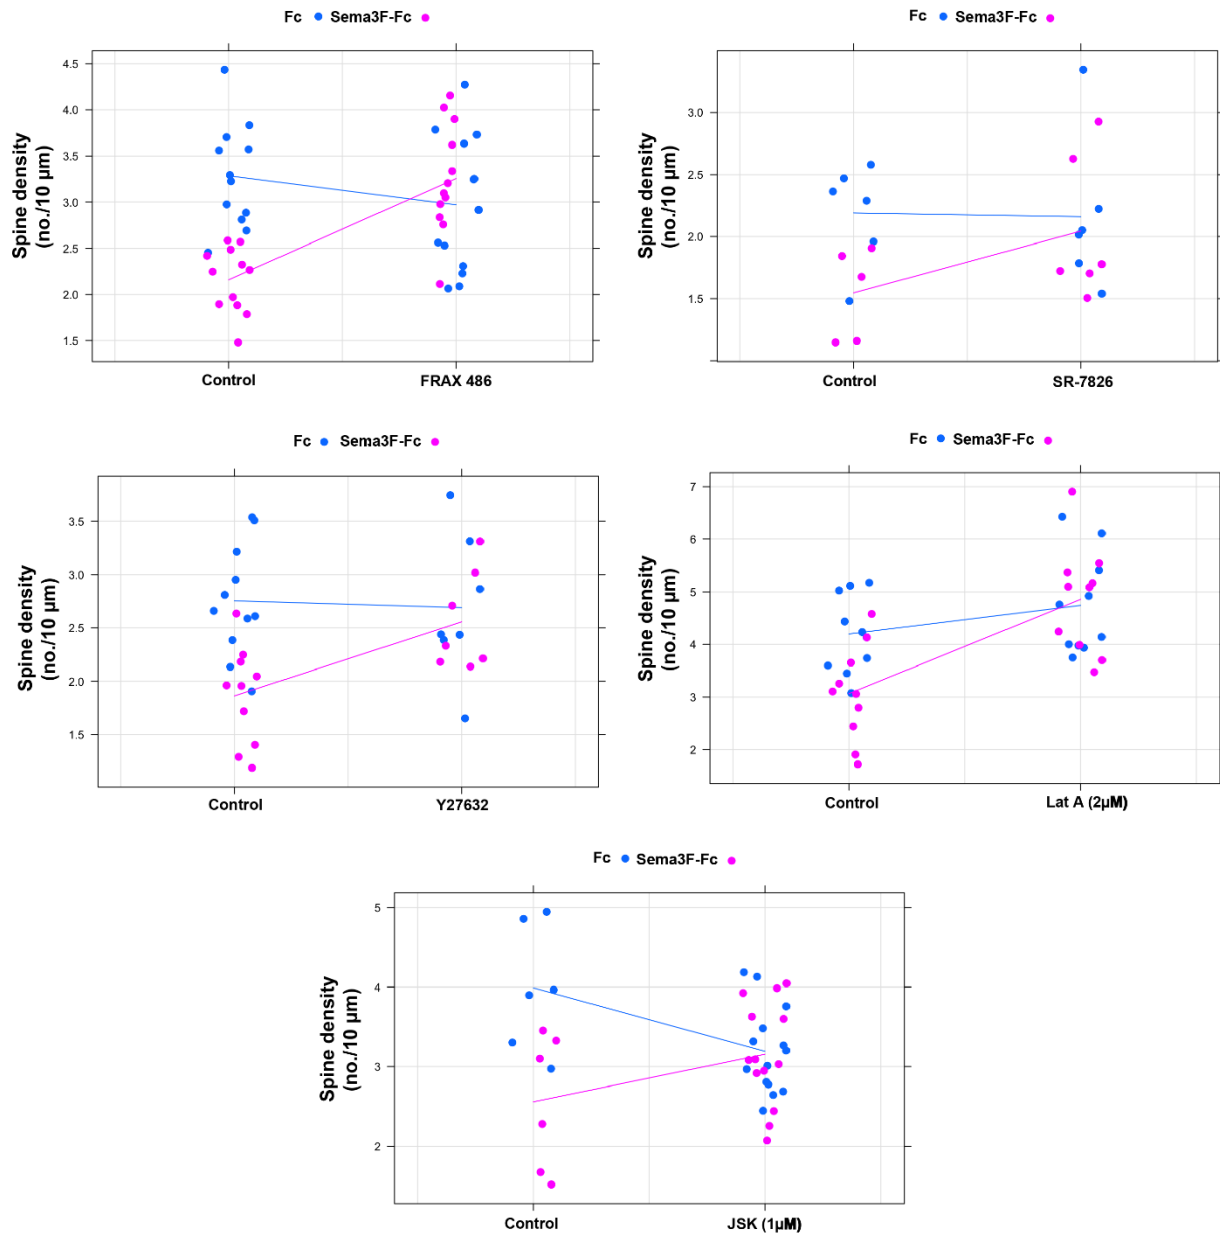 Fc Sema3F-Fc
Spine density
(no./10 µm)
4.5
4.0
3.5
3.0
2.5
2.0
1.5
Control FRAX 486
Fc Sema3F-Fc
Spine density
(no./10 µm)
3.0
2.5
2.0
1.5
Control SR-7826
Fc Sema3F-Fc
Spine density
(no./10 µm)
3.5
3.0
2.5
2.0
1.5
Control Y27632
Fc Sema3F-Fc
Spine density
(no./10 µm)
7
6
5
4
3
2
Control Lat A (2µM)
Fc Sema3F-Fc
Spine density
(no./10 µm)
5
4
3
2
Control JSK (1µM)